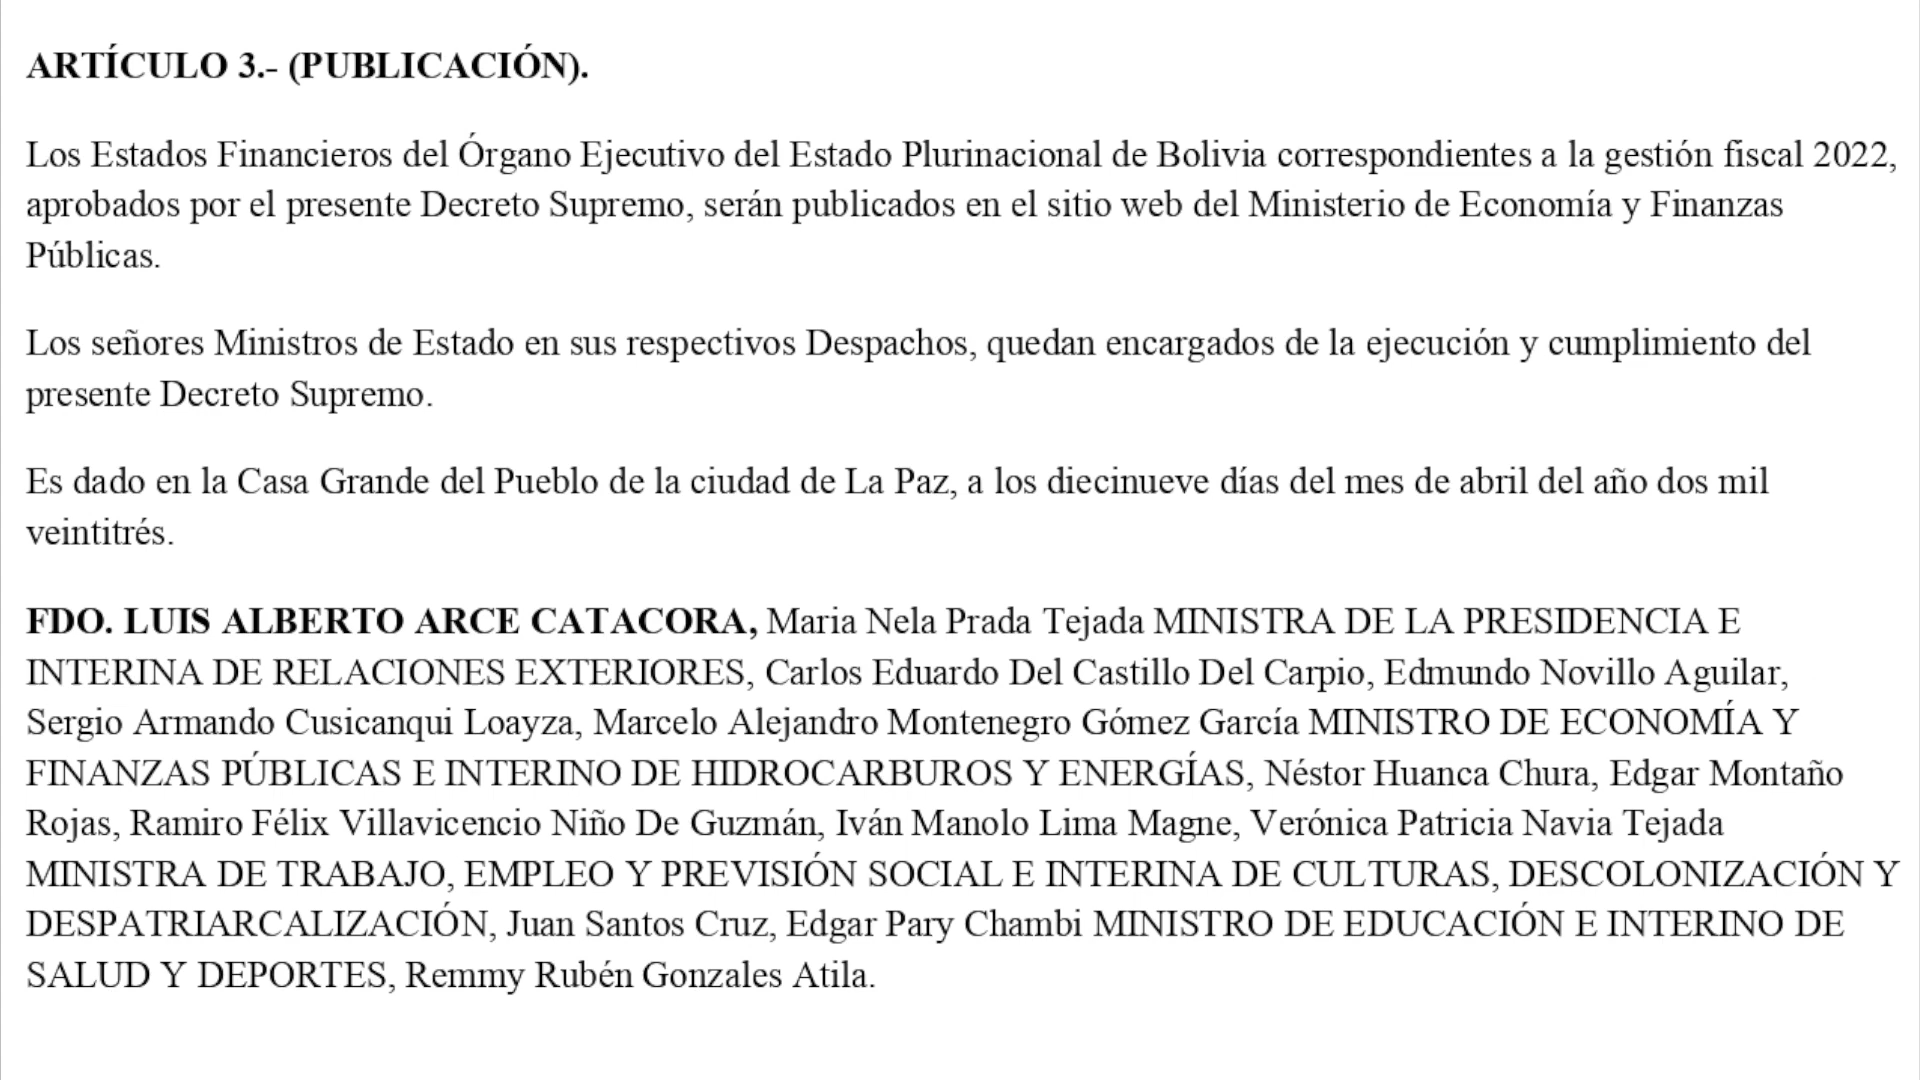 ARTÍCULO 3.- (PUBLICACIÓN).
Los Estados Financieros del Órgano Ejecutivo del Estado Plurinacional de Bolivia correspondientes a la gestión fiscal 2022,
aprobados por el presente Decreto Supremo, serán publicados en el sitio web del Ministerio de Economía y Finanzas
Públicas.
Los señores Ministros de Estado en sus respectivos Despachos, quedan encargados de la ejecución y cumplimiento del
presente Decreto Supremo.
Es dado en la Casa Grande del Pueblo de la ciudad de La Paz, a los diecinueve días del mes de abril del año dos mil
veintitrés.
FDO. LUIS ALBERTO ARCE CATACORA, Maria Nela Prada Tejada MINISTRA DE LA PRESIDENCIA E
INTERINA DE RELACIONES EXTERIORES, Carlos Eduardo Del Castillo Del Carpio, Edmundo Novillo Aguilar,
Sergio Armando Cusicanqui Loayza, Marcelo Alejandro Montenegro Gómez García MINISTRO DE ECONOMÍA Y
FINANZAS PÚBLICAS E INTERINO DE HIDROCARBUROS Y ENERGÍAS, Néstor Huanca Chura, Edgar Montaño
Rojas, Ramiro Félix Villavicencio Niño De Guzmán, Iván Manolo Lima Magne, Verónica Patricia Navia Tejada
MINISTRA DE TRABAJO, EMPLEO Y PREVISIÓN SOCIAL E INTERINA DE CULTURAS, DESCOLONIZACIÓN Y
DESPATRIARCALIZACIÓN, Juan Santos Cruz, Edgar Pary Chambi MINISTRO DE EDUCACIÓN E INTERINO DE
SALUD Y DEPORTES, Remmy Rubén Gonzales Atila.